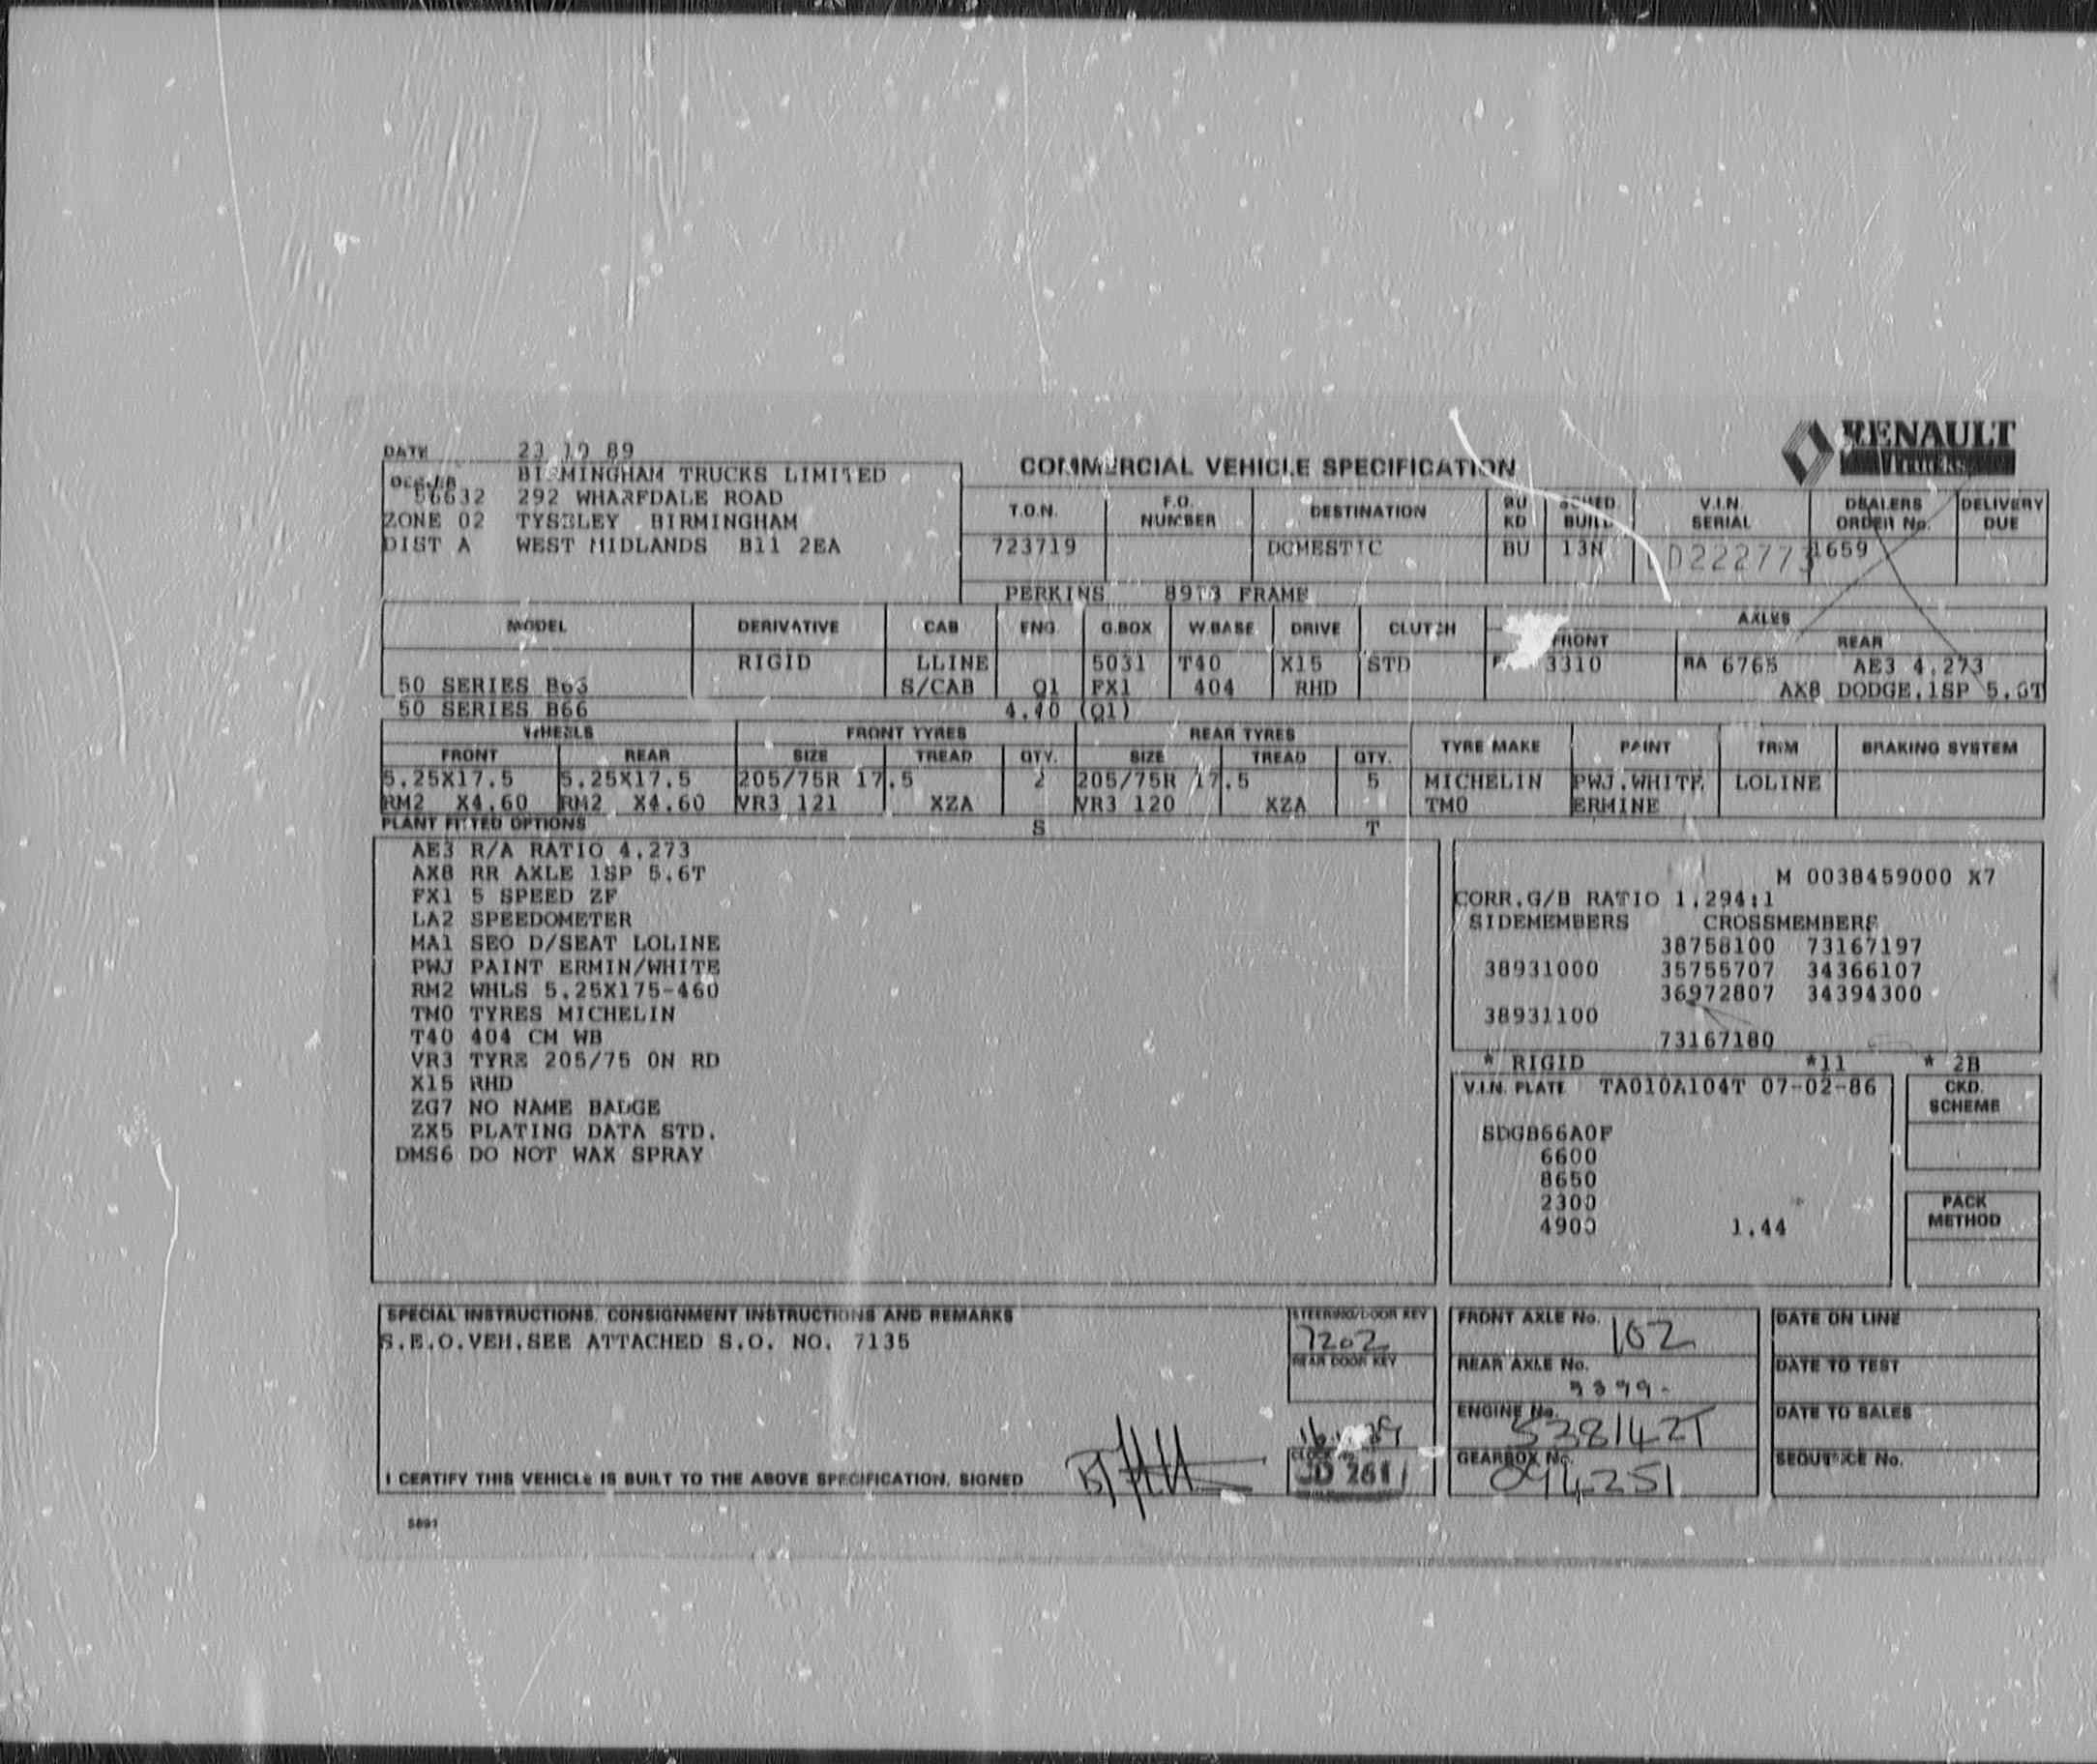 RENAULT
TRUCKS
DATE 23 10 89
COMMERCIAL VEHICLE SPECIFICATION
DEALER BIRMINGHAM TRUCKS LIMITED
56632 292 WHARFDALE ROAD
ZONE 02 TYSELEY BIRMINGHAM
DIST A WEST MIDLANDS B11 2EA
T.O.N. F.O. NUMBER DESTINATION BU KD SCHED BUILD V.I.N SERIAL DEALERS ORDER No. DELIVERY DUE
723719 DOMESTIC BU 13N D222773 1659
PERKINS FRAME
MODEL DERIVATIVE CAB ENG. G.BOX W.BASE DRIVE CLUTCH AXLES
FRONT REAR
RIGID LLINE 5031 T40 X15 STD 3310 RA 6765 AE3 4.273
50 SERIES B63 S/CAB Q1 FX1 404 RHD AX8 DODGE.1SP 5.6T
50 SERIES B66 4.40 (Q1)
WHEELS FRONT TYRES REAR TYRES TYRE MAKE PAINT TRIM BRAKING SYSTEM
FRONT REAR SIZE TREAD QTY. SIZE TREAD QTY.
5.25X17.5 5.25X17.5 205/75R 17.5 2 205/75R 17.5 5 MICHELIN PWJ.WHITE LOLINE
RM2 X4.60 RM2 X4.60 VR3 121 XZA VR3 120 XZA TM0 ERMINE
PLANT FITTED OPTIONS S T
AE3 R/A RATIO 4.273
AX8 RR AXLE 1SP 5.6T
FX1 5 SPEED ZF
LA2 SPEEDOMETER
MA1 SEO D/SEAT LOLINE
PWJ PAINT ERMIN/WHITE
RM2 WHLS 5.25X175-460
TM0 TYRES MICHELIN
T40 404 CM WB
VR3 TYRE 205/75 ON RD
X15 RHD
ZG7 NO NAME BADGE
ZX5 PLATING DATA STD.
DMS6 DO NOT WAX SPRAY
M 0038459000 X7
CORR.G/B RATIO 1.294:1
SIDEMEMBERS CROSSMEMBERS
38758100 73167197
38931000 35755707 34366107
36972807 34394300
38931100
73167180
* RIGID *11 * 2B
V.I.N. PLATE TA010A104T 07-02-86
CKD. SCHEME
SDGB66A0F
6600
8650
2300
4900 1.44
PACK METHOD
SPECIAL INSTRUCTIONS. CONSIGNMENT INSTRUCTIONS AND REMARKS
S.E.O.VEH.SEE ATTACHED S.O. NO. 7135
STEERING/DOOR KEY
7202
REAR DOOR KEY
CLOCK No.
JD 261
FRONT AXLE No. 102
REAR AXLE No.
ENGINE No. 538142T
GEARBOX No. 094251
DATE ON LINE
DATE TO TEST
DATE TO SALES
SEQUENCE No.
I CERTIFY THIS VEHICLE IS BUILT TO THE ABOVE SPECIFICATION. SIGNED